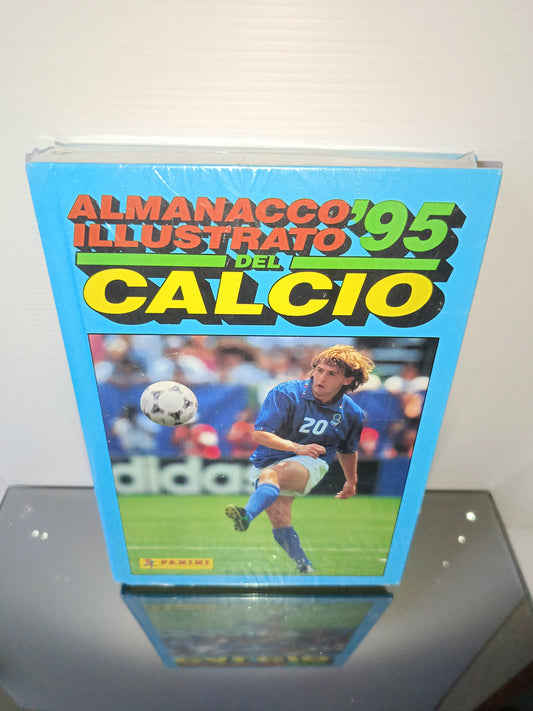 ALMANACCO
ILLUSTRATO '95
DEL
CALCIO
20
adidas
PANINI